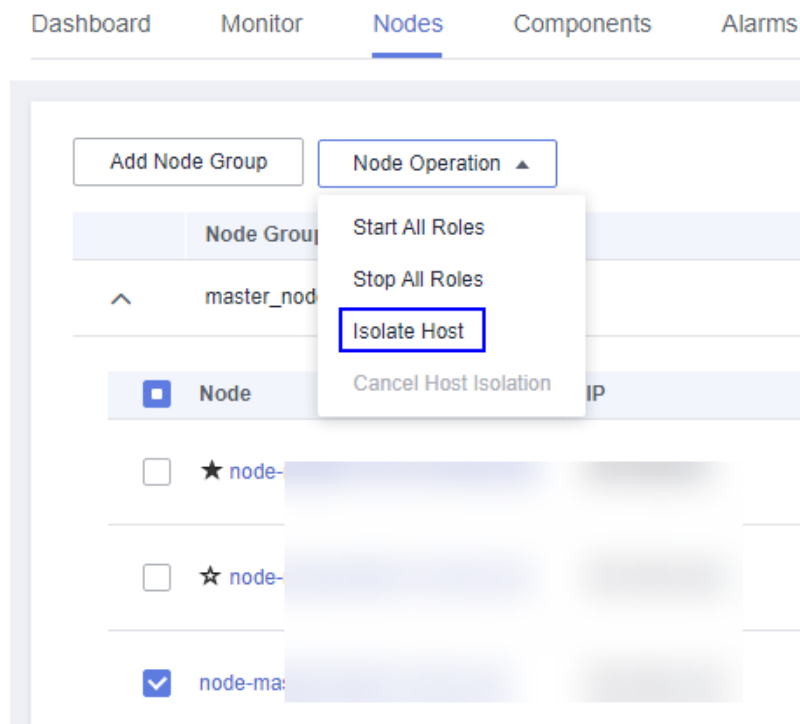 Dashboard Monitor Nodes Components Alarms
Add Node Group Node Operation
Start All Roles
Node Group
Stop All Roles
master_nod
Isolate Host
Cancel Host Isolation
Node IP
node-
node-
node-mas